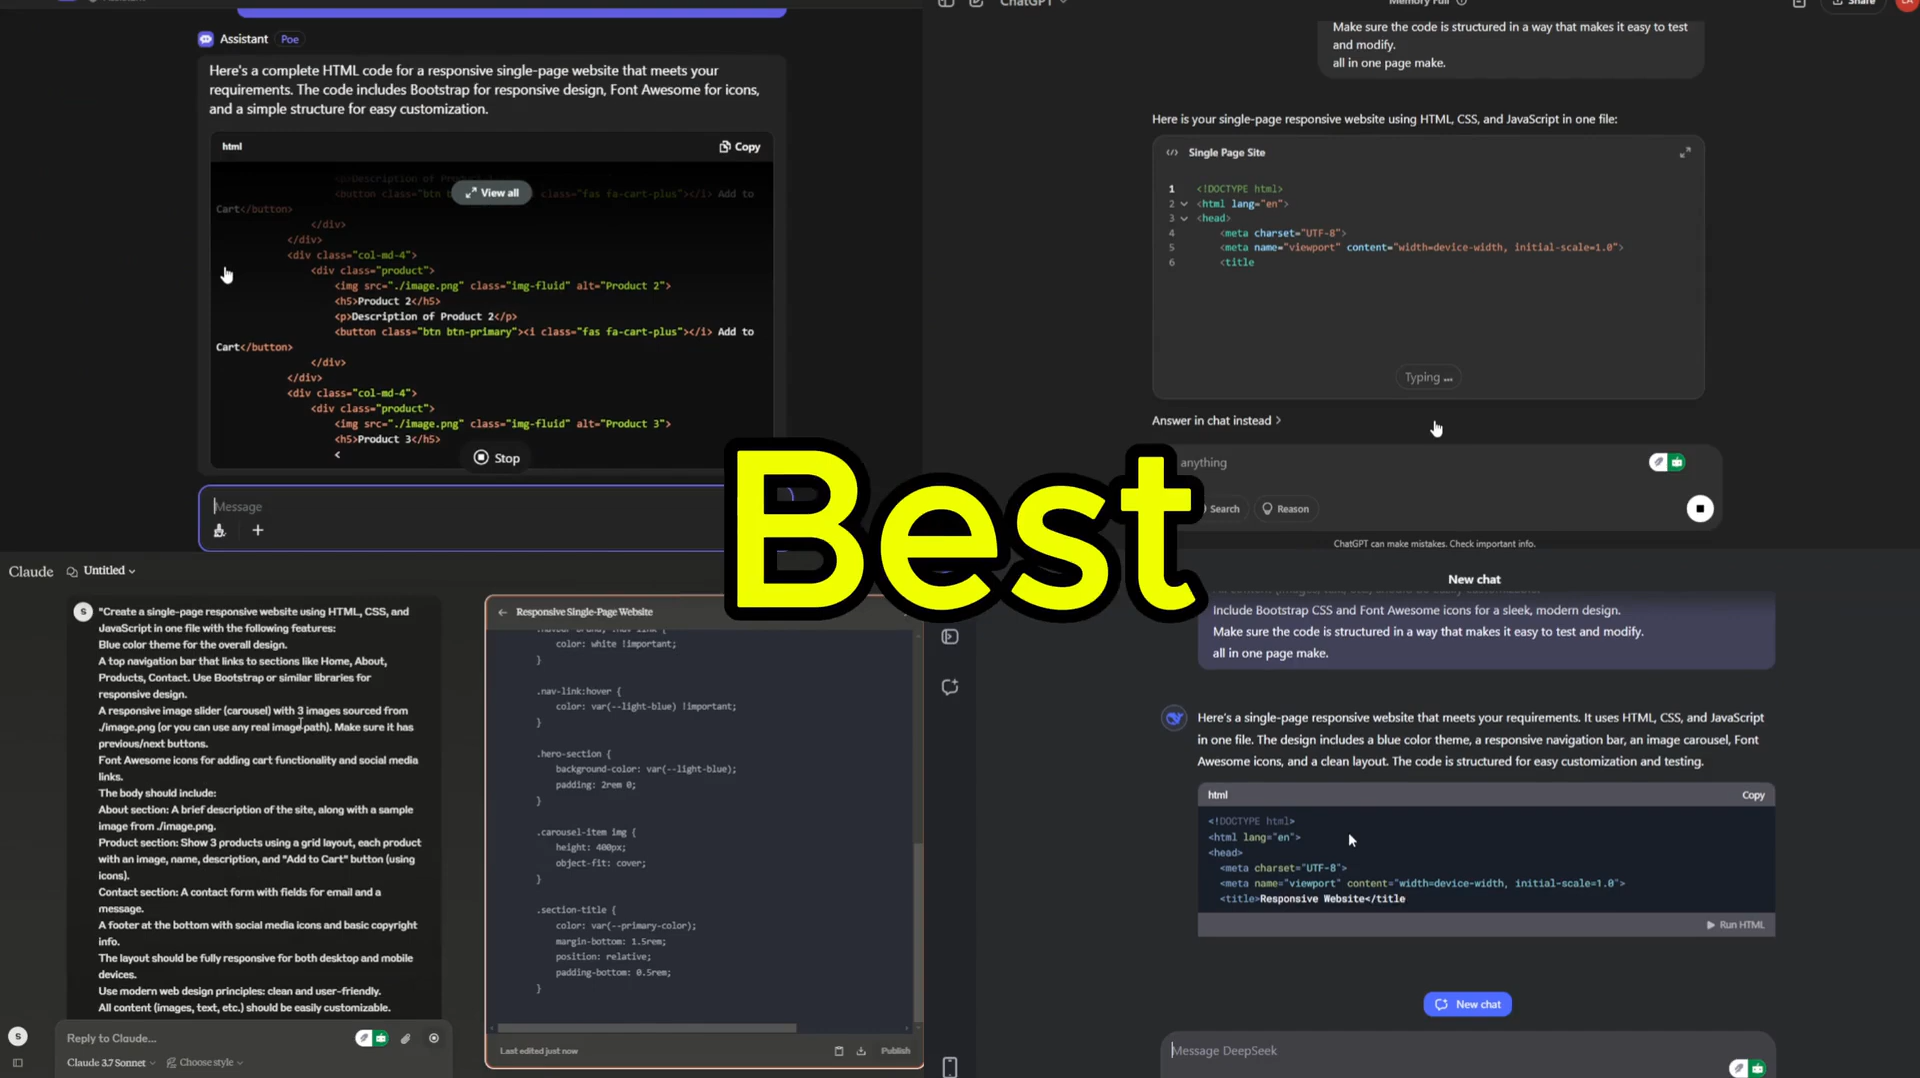 Assistant Poe
Here's a complete HTML code for a responsive single-page website that meets your
requirements. The code includes Bootstrap for responsive design, Font Awesome for icons,
and a simple structure for easy customization.
html
Copy
View all
<button class="btn btn-primary"><i class="fas fa-cart-plus"></i> Add to
Cart</button>
</div>
</div>
<div class="col-md-4">
<div class="product">
<img src="./image.png" class="img-fluid" alt="Product 2">
<h5>Product 2</h5>
<p>Description of Product 2</p>
<button class="btn btn-primary"><i class="fas fa-cart-plus"></i> Add to
Cart</button>
</div>
</div>
<div class="col-md-4">
<div class="product">
<img src="./image.png" class="img-fluid" alt="Product 3">
<h5>Product 3</h5>
<
Stop
Message
ChatGPT
Memory Full
Share
Make sure the code is structured in a way that makes it easy to test
and modify.
all in one page make.
Here is your single-page responsive website using HTML, CSS, and JavaScript in one file:
Single Page Site
1 <!DOCTYPE html>
2 <html lang="en">
3 <head>
4 <meta charset="UTF-8">
5 <meta name="viewport" content="width=device-width, initial-scale=1.0">
6 <title
Typing ...
Answer in chat instead >
anything
Search
Reason
ChatGPT can make mistakes. Check important info.
Best
Claude
Untitled
S
"Create a single-page responsive website using HTML, CSS, and
JavaScript in one file with the following features:
Blue color theme for the overall design.
A top navigation bar that links to sections like Home, About,
Products, Contact. Use Bootstrap or similar libraries for
responsive design.
A responsive image slider (carousel) with 3 images sourced from
./image.png (or you can use any real image path). Make sure it has
previous/next buttons.
Font Awesome icons for adding cart functionality and social media
links.
The body should include:
About section: A brief description of the site, along with a sample
image from ./image.png.
Product section: Show 3 products using a grid layout, each product
with an image, name, description, and "Add to Cart" button (using
icons).
Contact section: A contact form with fields for email and a
message.
A footer at the bottom with social media icons and basic copyright
info.
The layout should be fully responsive for both desktop and mobile
devices.
Use modern web design principles: clean and user-friendly.
All content (images, text, etc.) should be easily customizable.
S
Reply to Claude...
Claude 3.7 Sonnet
Choose style
Responsive Single-Page Website
color: white !important;
}
.nav-link:hover {
color: var(--light-blue) !important;
}
.hero-section {
background-color: var(--light-blue);
padding: 2rem 0;
}
.carousel-item img {
height: 400px;
object-fit: cover;
}
.section-title {
color: var(--primary-color);
margin-bottom: 1.5rem;
position: relative;
padding-bottom: 0.5rem;
}
Last edited just now
Publish
New chat
Include Bootstrap CSS and Font Awesome icons for a sleek, modern design.
Make sure the code is structured in a way that makes it easy to test and modify.
all in one page make.
Here's a single-page responsive website that meets your requirements. It uses HTML, CSS, and JavaScript
in one file. The design includes a blue color theme, a responsive navigation bar, an image carousel, Font
Awesome icons, and a clean layout. The code is structured for easy customization and testing.
html
Copy
<!DOCTYPE html>
<html lang="en">
<head>
<meta charset="UTF-8">
<meta name="viewport" content="width=device-width, initial-scale=1.0">
<title>Responsive Website</title
Run HTML
New chat
Message DeepSeek